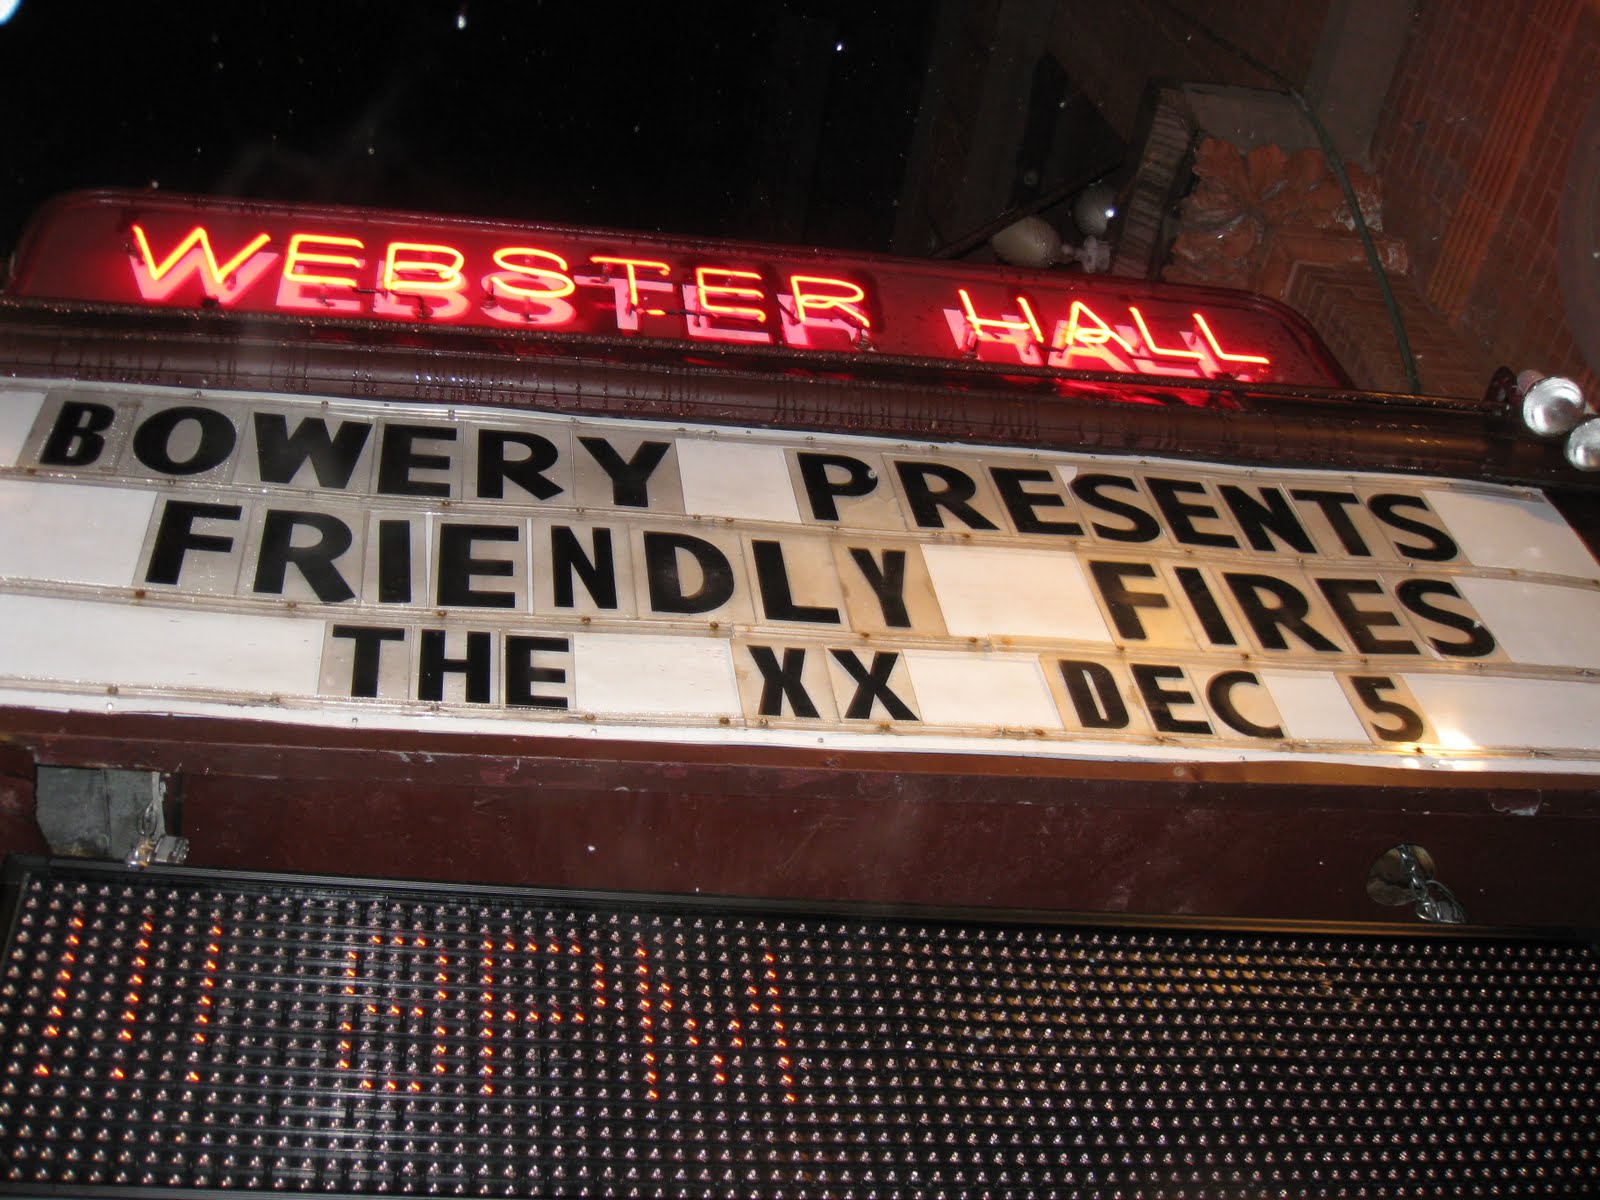 WEBSTER HALL
BOWERY PRESENTS
FRIENDLY FIRES
THE XX DEC 5